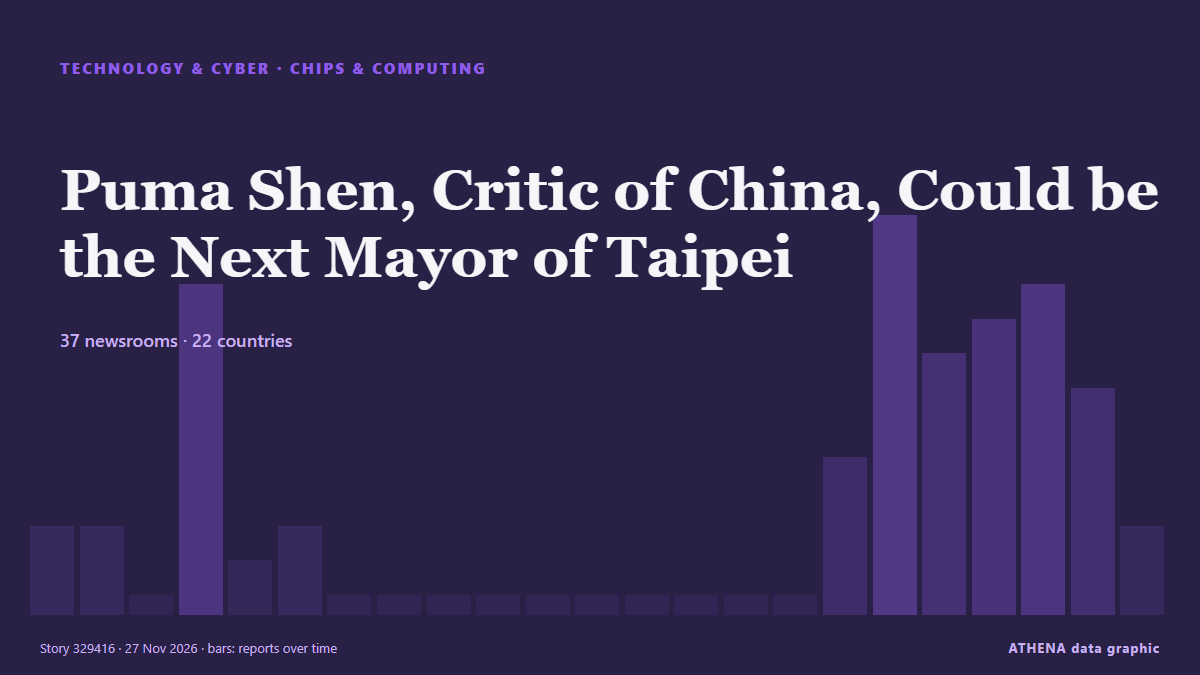 TECHNOLOGY & CYBER · CHIPS & COMPUTING
Puma Shen, Critic of China, Could be
the Next Mayor of Taipei
37 newsrooms · 22 countries
Story 329416 · 27 Nov 2026 · bars: reports over time
ATHENA data graphic